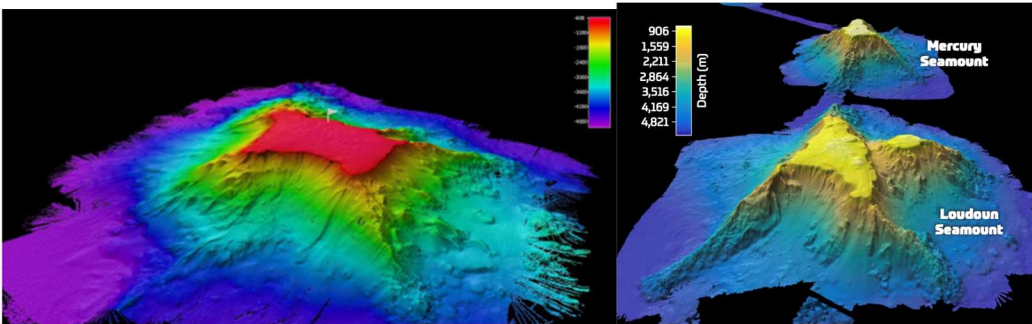 906
1,559
2,211
2,864
3,516
4,169
4,821
Depth (m)
Mercury
Seamount
Loudoun
Seamount